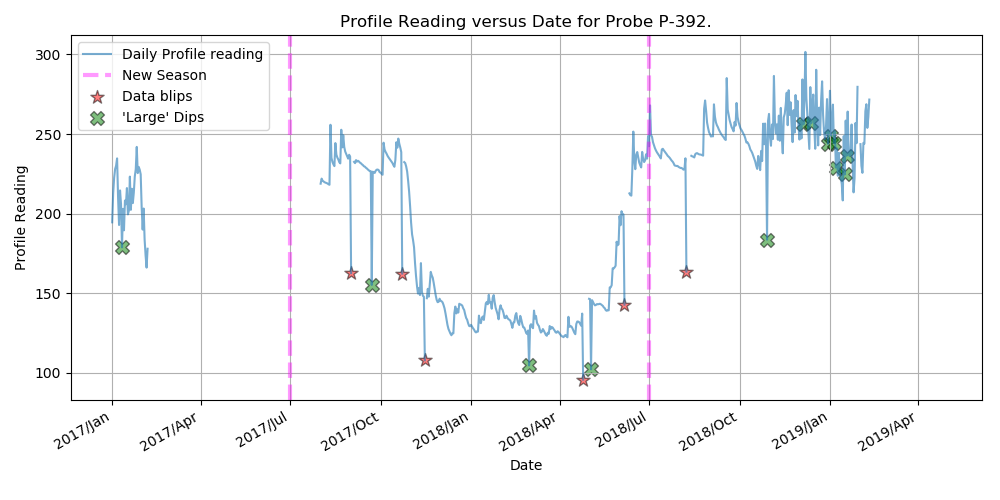 Profile Reading versus Date for Probe P-392.
Daily Profile reading
New Season
Data blips
'Large' Dips
Profile Reading
300
250
200
150
100
2017/Jan
2017/Apr
2017/Jul
2017/Oct
2018/Jan
2018/Apr
2018/Jul
2018/Oct
2019/Jan
2019/Apr
Date